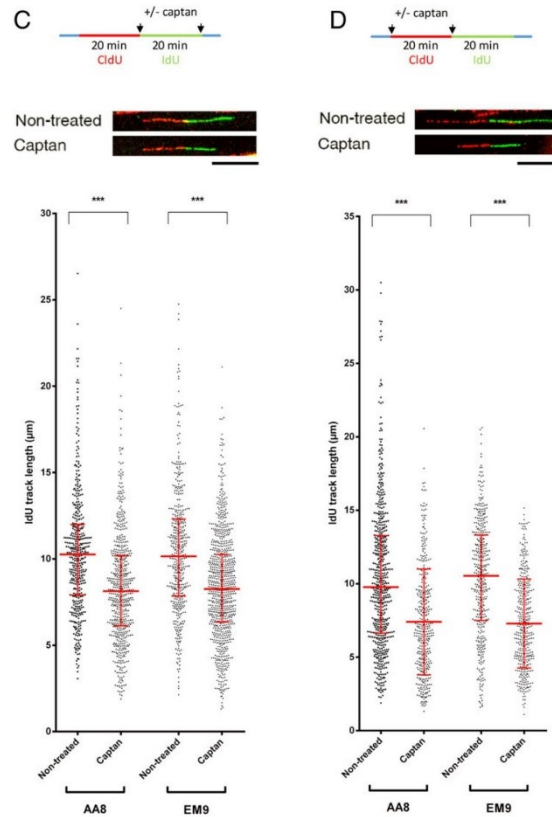 C
+/- captan
20 min 20 min
CldU IdU
Non-treated
Captan
*** ***
30
25
20
15
10
5
0
IdU track length (µm)
Non-treated Captan Non-treated Captan
AA8 EM9
D
+/- captan
20 min 20 min
CldU IdU
Non-treated
Captan
*** ***
35
30
25
20
15
10
5
0
IdU track length (µm)
Non-treated Captan Non-treated Captan
AA8 EM9